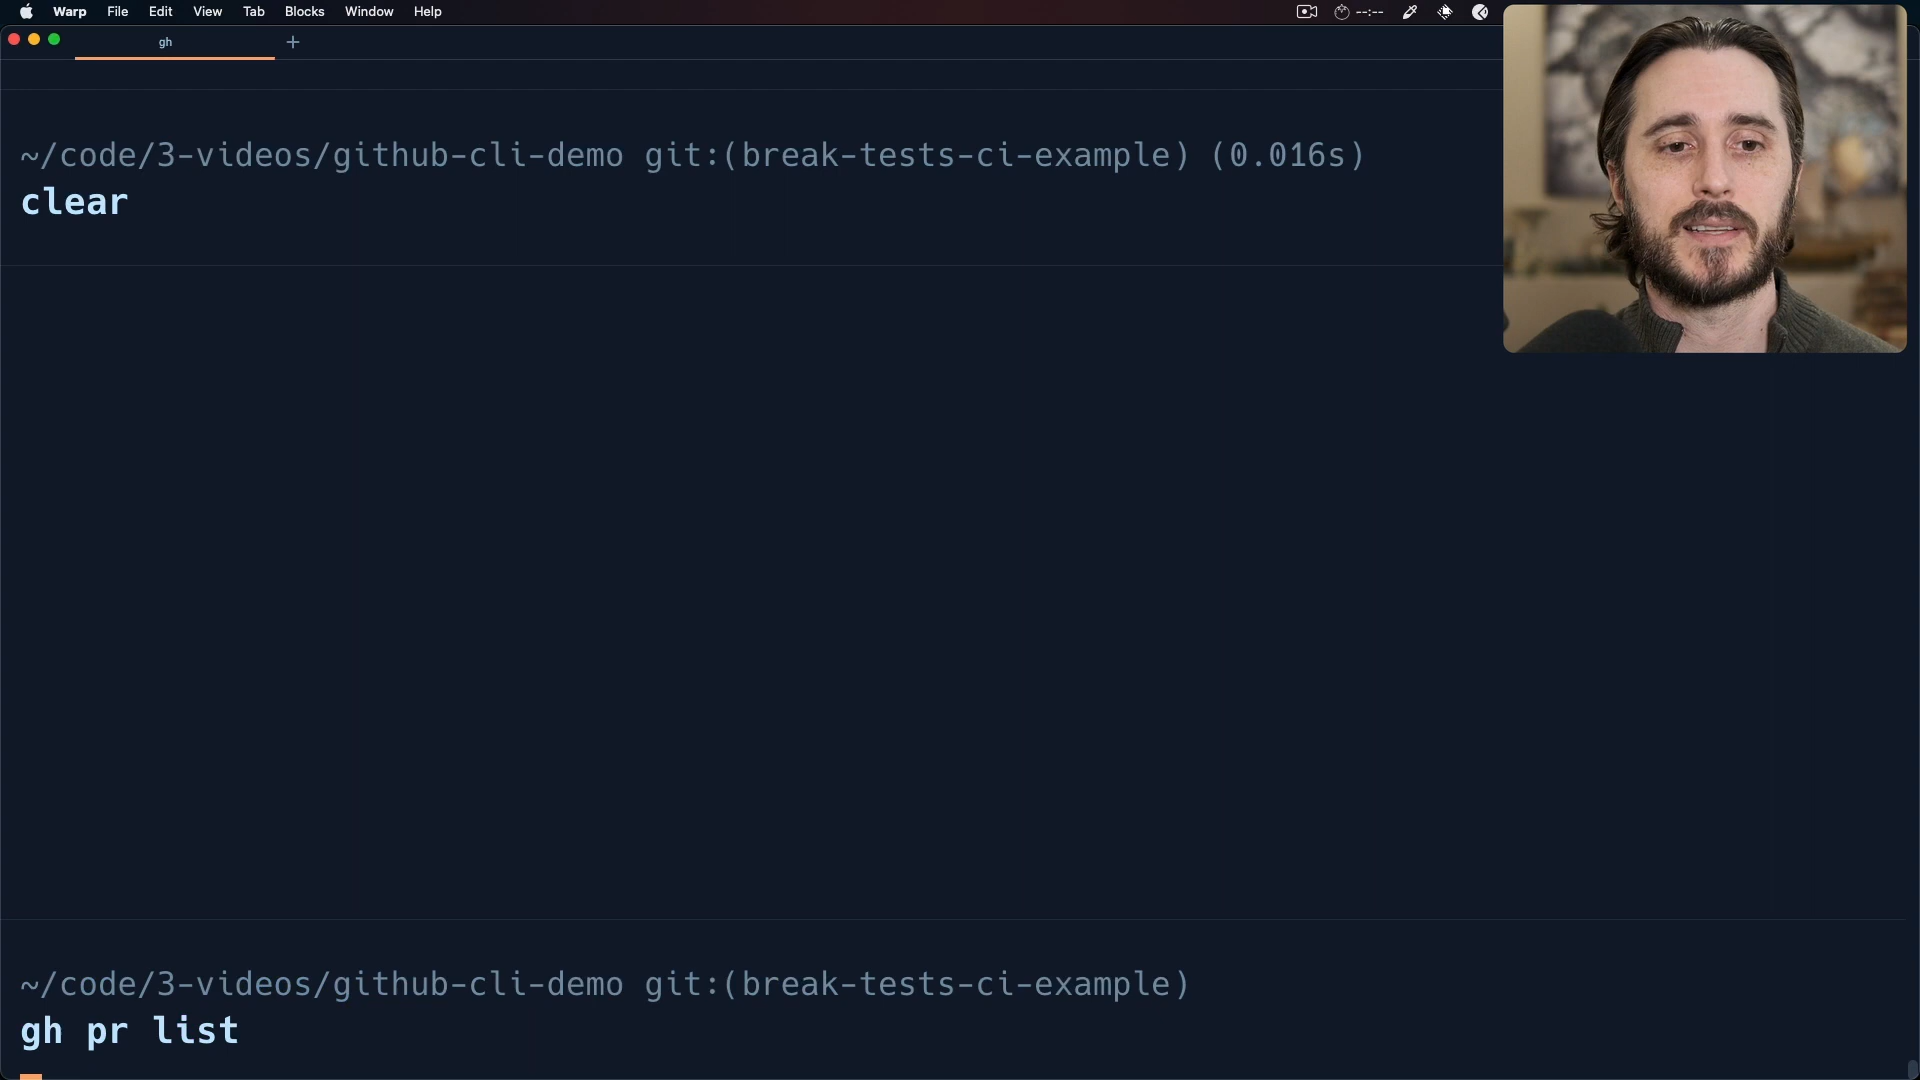 Warp File Edit View Tab Blocks Window Help --:--
gh
~/code/3-videos/github-cli-demo git:(break-tests-ci-example) (0.016s)
clear
~/code/3-videos/github-cli-demo git:(break-tests-ci-example)
gh pr list